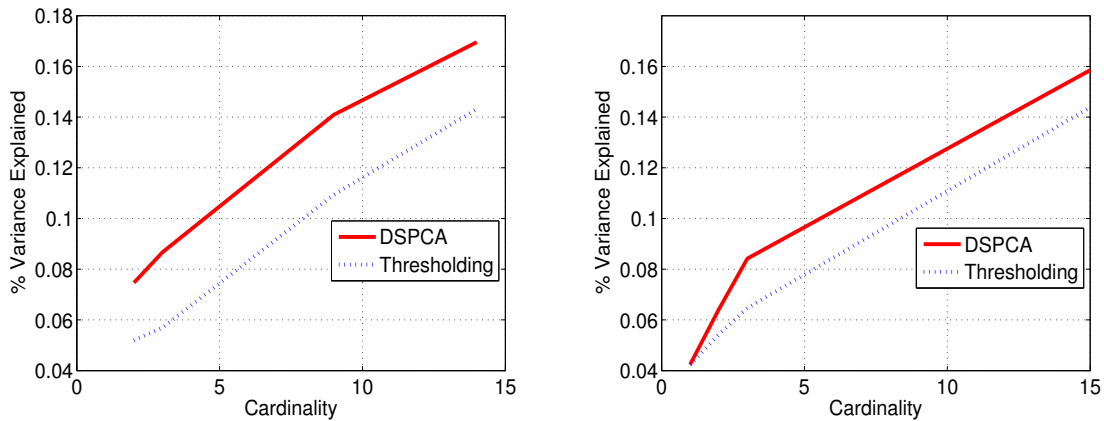 0.18
0.16
0.14
0.12
0.1
0.08
0.06
0.04
% Variance Explained
0 5 10 15
Cardinality
DSPCA
Thresholding
0.16
0.14
0.12
0.1
0.08
0.06
0.04
% Variance Explained
0 5 10 15
Cardinality
DSPCA
Thresholding